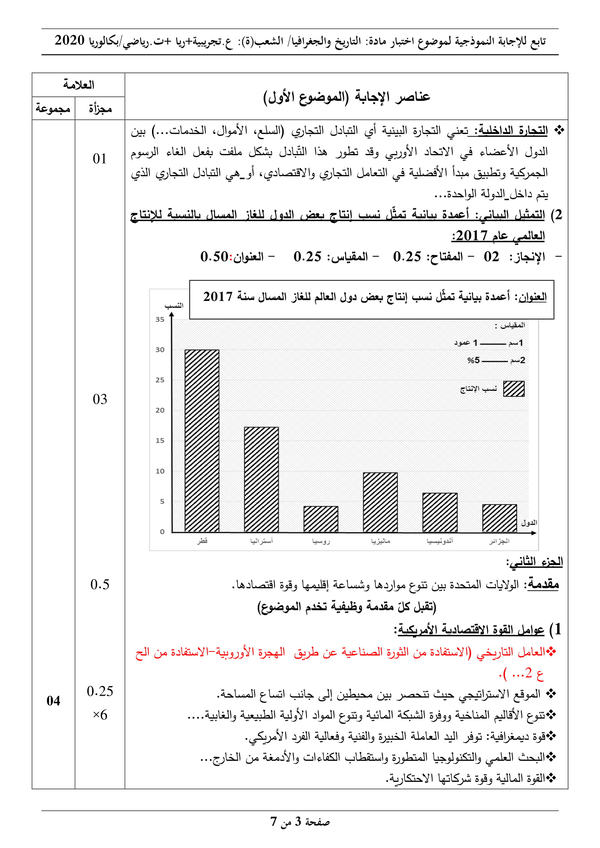 تابع للإجابة النموذجية لموضوع اختبار مادة: التاريخ والجغرافيا/ الشعب(ة): ع.تجريبية+ريا +ت.رياضي/بكالوريا 2020
العلامة
عناصر الإجابة (الموضوع الأول)
مجزأة
مجموعة
❖ التجارة الداخلية: تعني التجارة البينية أي التبادل التجاري (السلع، الأموال، الخدمات...) بين
الدول الأعضاء في الاتحاد الأوربي وقد تطور هذا التّبادل بشكل ملفت بفعل الغاء الرسوم
الجمركية وتطبيق مبدأ الأفضلية في التعامل التجاري والاقتصادي، أو هي التبادل التجاري الذي
يتم داخل الدولة الواحدة...
01
2) التمثيل البياني: أعمدة بيانية تمثّل نسب إنتاج بعض الدول للغاز المسال بالنسبة للإنتاج
العالمي عام 2017:
- الإنجاز: 02 - المفتاح: 0.25 - المقياس: 0.25 - العنوان:0.50
العنوان: أعمدة بيانية تمثّل نسب إنتاج بعض دول العالم للغاز المسال سنة 2017
النسب
المقياس :
1سم ——— 1 عمود
2سم ——— 5%
نسب الإنتاج
35
30
25
20
15
10
5
0
الدول
قطر
أستراليا
روسيا
ماليزيا
أندونيسيا
الجزائر
03
الجزء الثاني:
مقدمة: الولايات المتحدة بين تنوع مواردها وشساعة إقليمها وقوة اقتصادها.
0.5
(تقبل كلّ مقدمة وظيفية تخدم الموضوع)
1) عوامل القوة الاقتصادية الأمريكية:
❖العامل التاريخي (الاستفادة من الثورة الصناعية عن طريق الهجرة الأوروبية-الاستفادة من الح
ع 2... ).
❖ الموقع الاستراتيجي حيث تنحصر بين محيطين إلى جانب اتساع المساحة.
❖تنوع الأقاليم المناخية ووفرة الشبكة المائية وتنوع المواد الأولية الطبيعية والغابية....
❖قوة ديمغرافية: توفر اليد العاملة الخبيرة والفنية وفعالية الفرد الأمريكي.
❖البحث العلمي والتكنولوجيا المتطورة واستقطاب الكفاءات والأدمغة من الخارج...
❖القوة المالية وقوة شركاتها الاحتكارية.
0.25
×6
04
صفحة 3 من 7